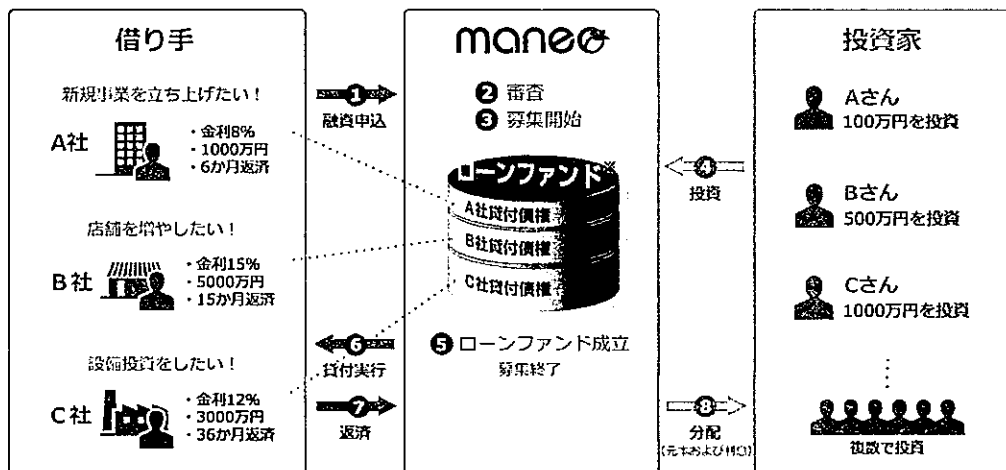 借り手
新規事業を立ち上げたい！
A社
・金利8%
・1000万円
・6か月返済
店舗を増やしたい！
B社
・金利15%
・5000万円
・15か月返済
設備投資をしたい！
C社
・金利12%
・3000万円
・36か月返済
1
融資申込
6
貸付実行
7
返済
maneo
2 審査
3 募集開始
ローンファンド※
A社貸付債権
B社貸付債権
C社貸付債権
5 ローンファンド成立
募集終了
4
投資
8
分配
(元本および利息)
投資家
Aさん
100万円を投資
Bさん
500万円を投資
Cさん
1000万円を投資
複数で投資